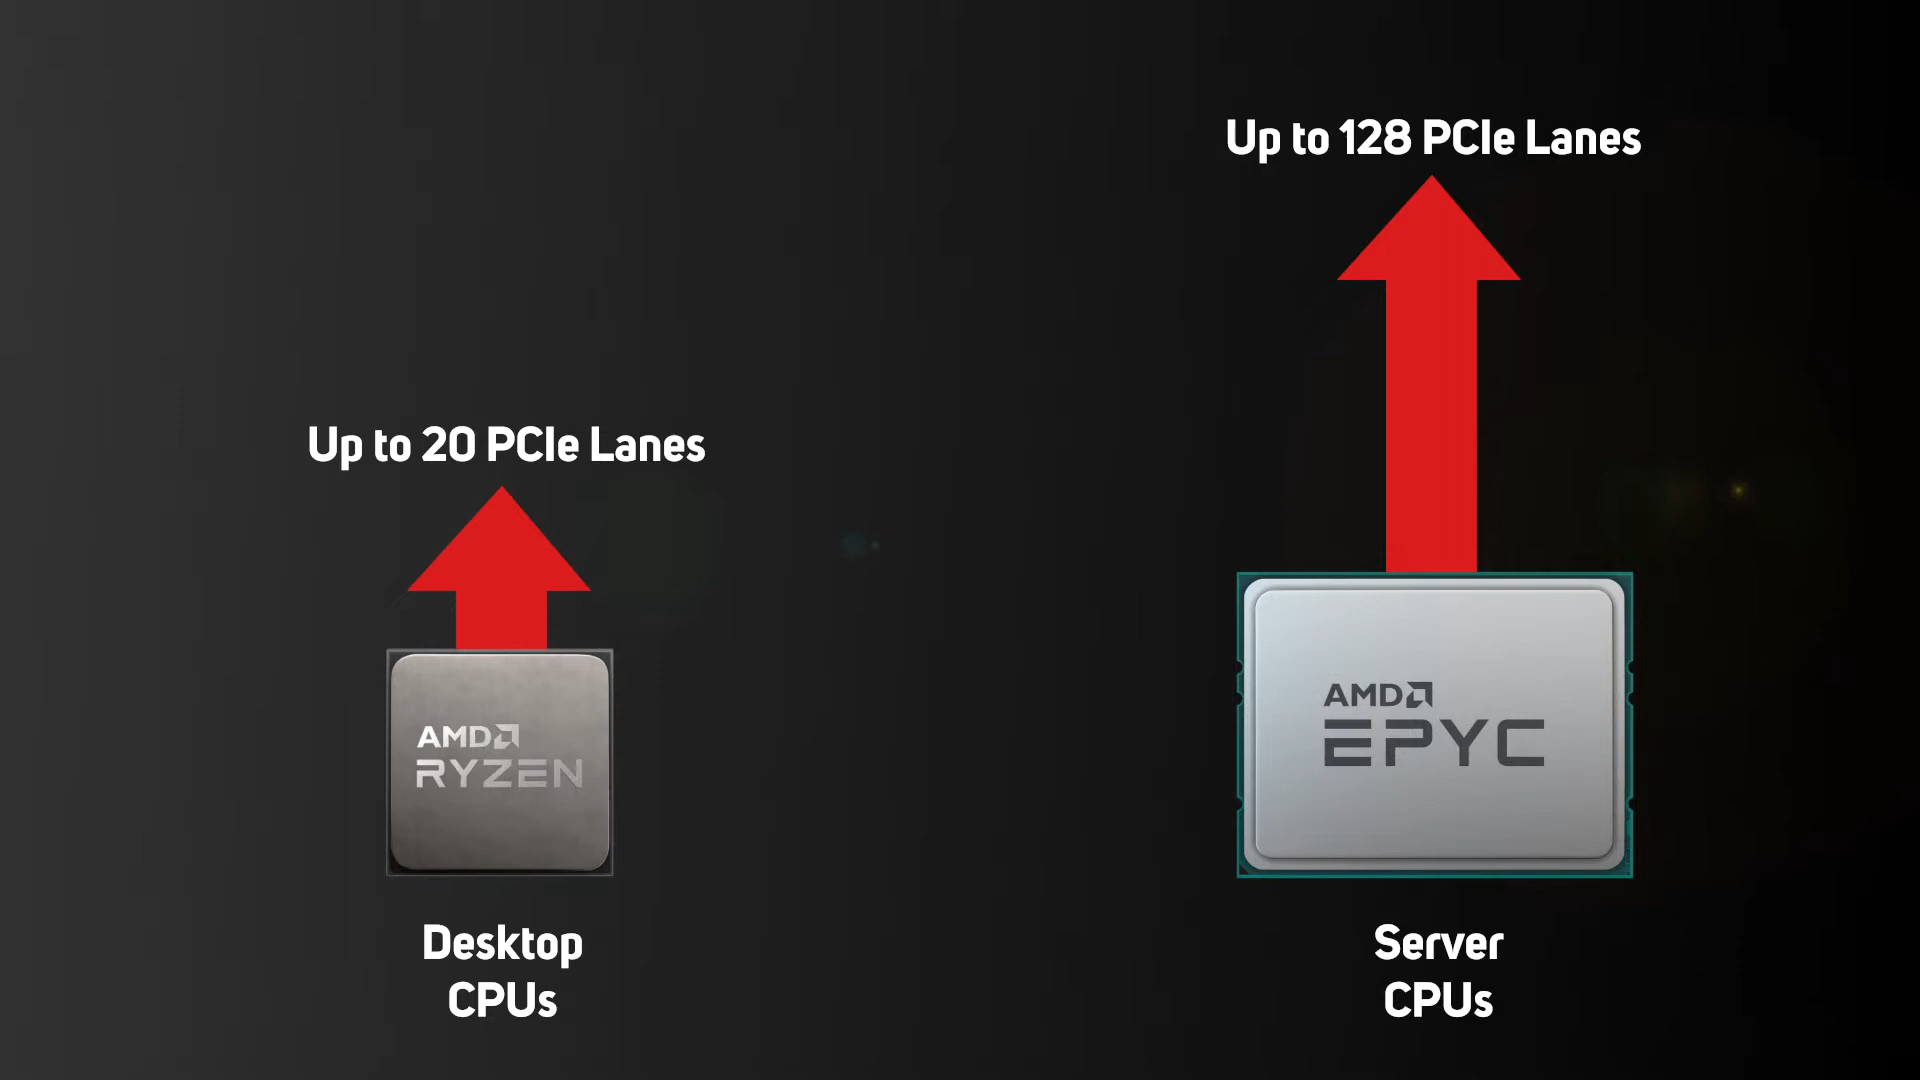 Up to 128 PCIe Lanes
Up to 20 PCIe Lanes
AMD
RYZEN
AMD
EPYC
Desktop
CPUs
Server
CPUs